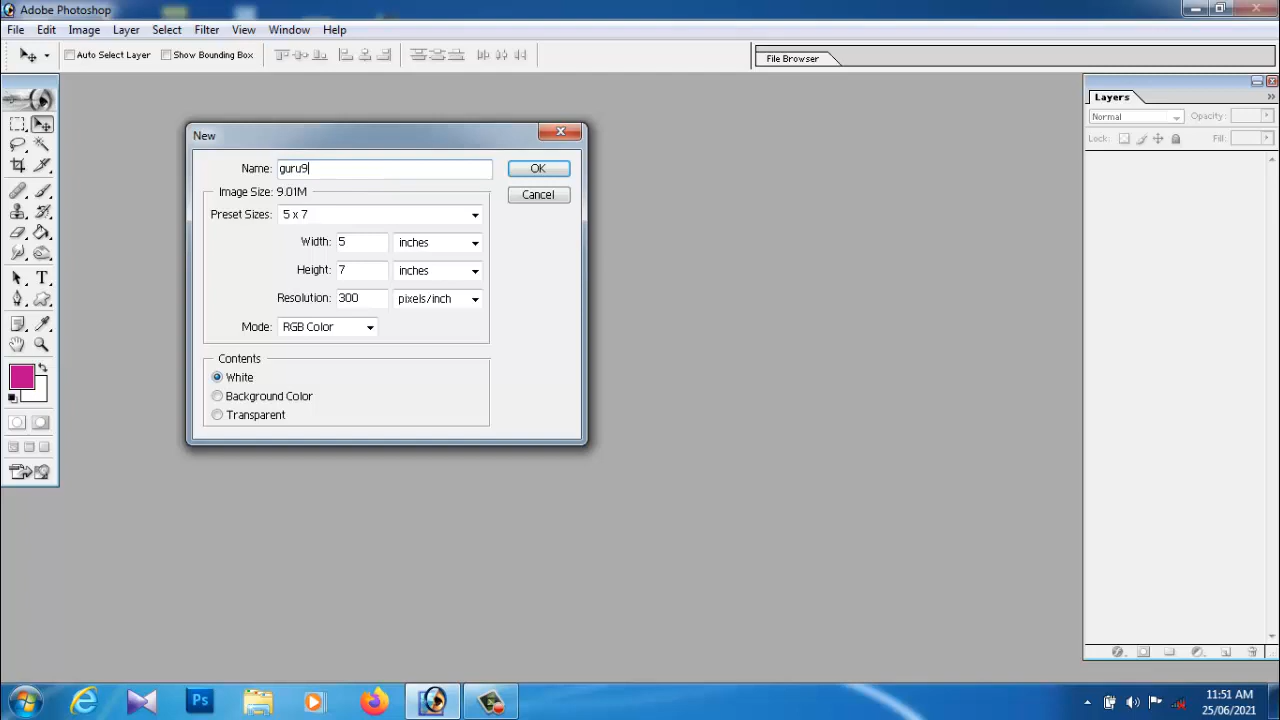 Adobe Photoshop
File Edit Image Layer Select Filter View Window Help
Auto Select Layer Show Bounding Box File Browser
Layers
Normal Opacity:
Lock: Fill:
New
Name: guru9 OK
Image Size: 9.01M Cancel
Preset Sizes: 5 x 7
Width: 5 inches
Height: 7 inches
Resolution: 300 pixels/inch
Mode: RGB Color
Contents
White
Background Color
Transparent
Ps
11:51 AM
25/06/2021